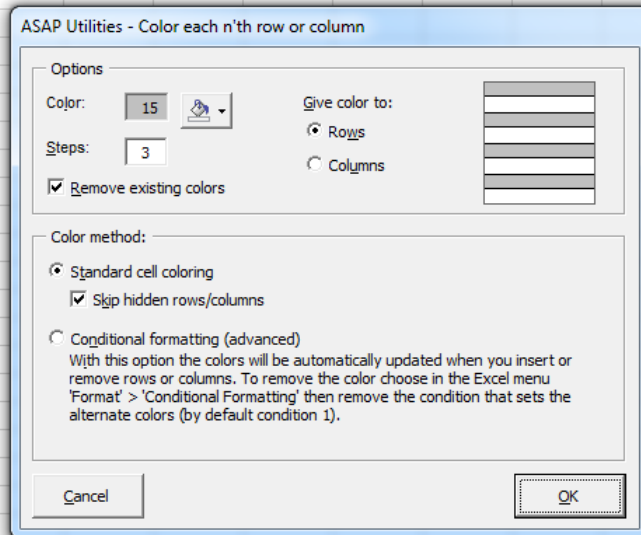 ASAP Utilities - Color each n'th row or column
Options
Color: 15
Give color to:
Rows
Steps: 3
Columns
Remove existing colors
Color method:
Standard cell coloring
Skip hidden rows/columns
Conditional formatting (advanced)
With this option the colors will be automatically updated when you insert or
remove rows or columns. To remove the color choose in the Excel menu
'Format' > 'Conditional Formatting' then remove the condition that sets the
alternate colors (by default condition 1).
Cancel
OK